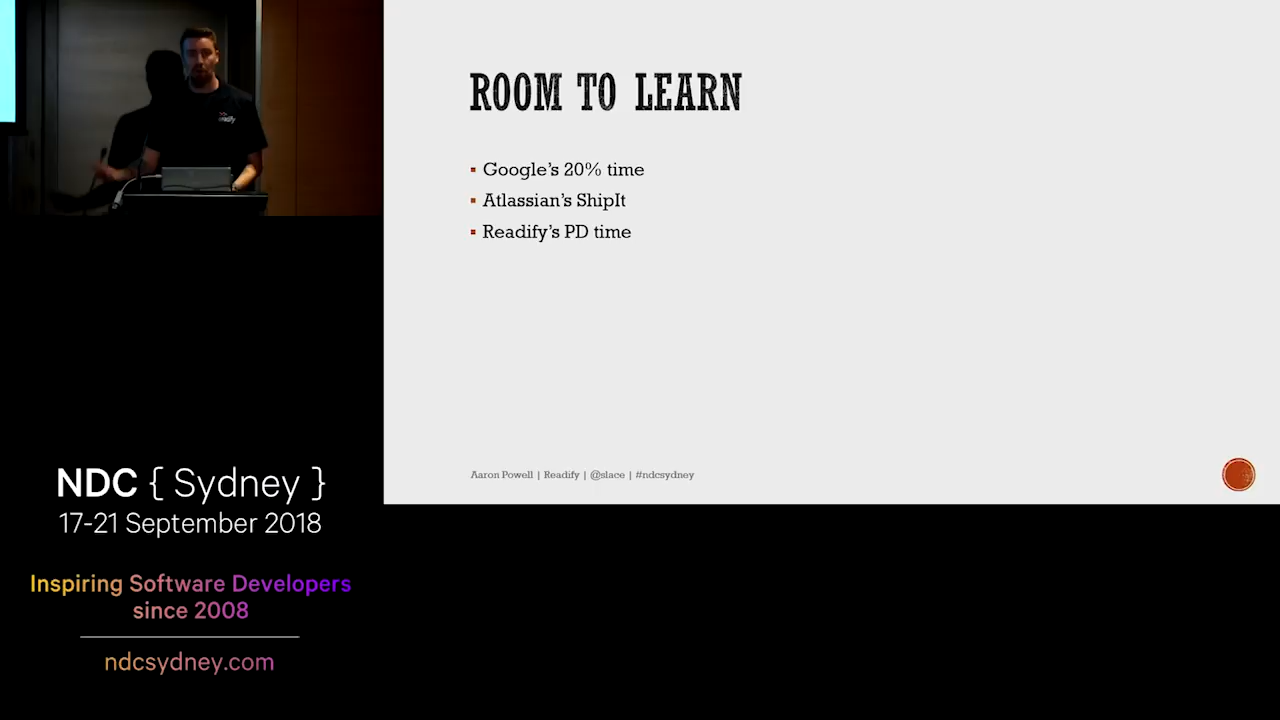 ROOM TO LEARN
Google's 20% time
Atlassian's ShipIt
Readify's PD time
Aaron Powell | Readify | @slace | #ndcsydney
NDC { Sydney }
17-21 September 2018
Inspiring Software Developers
since 2008
ndcsydney.com